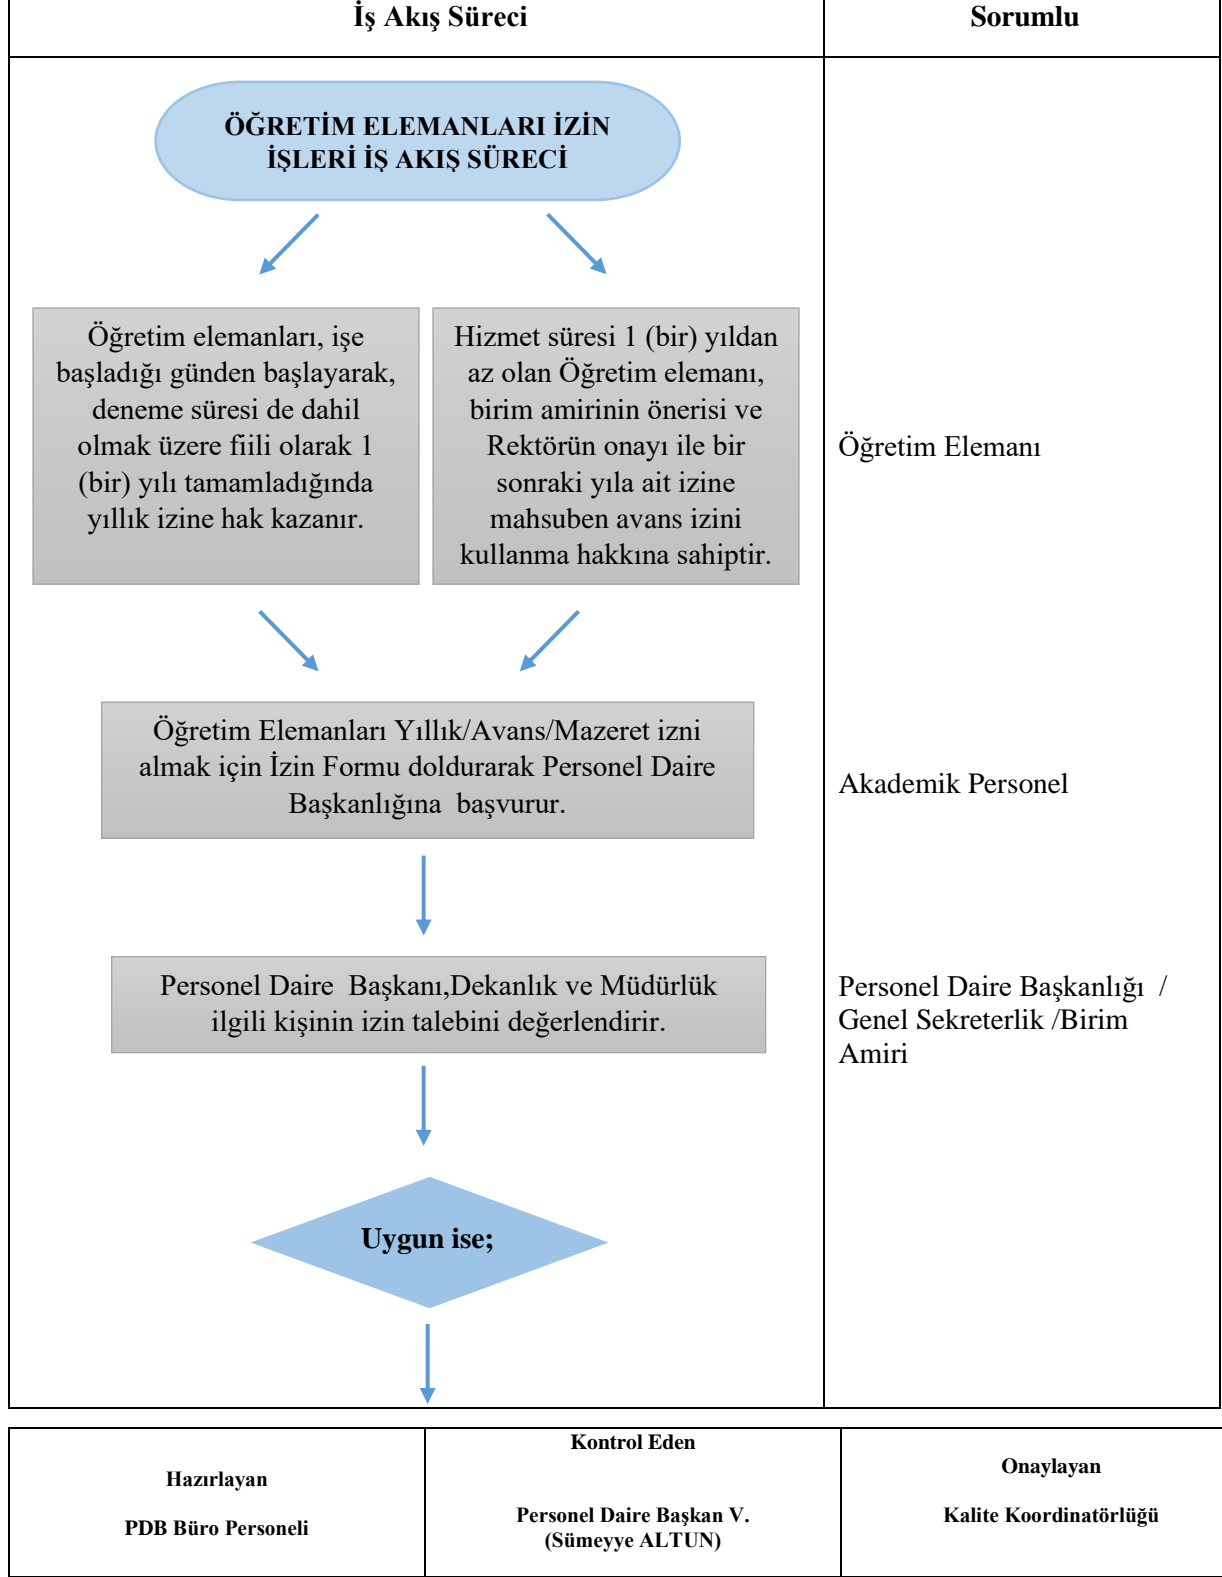 İş Akış Süreci
Sorumlu
ÖĞRETİM ELEMANLARI İZİN
İŞLERİ İŞ AKIŞ SÜRECİ
Öğretim elemanları, işe
başladığı günden başlayarak,
deneme süresi de dahil
olmak üzere fiili olarak 1
(bir) yılı tamamladığında
yıllık izine hak kazanır.
Hizmet süresi 1 (bir) yıldan
az olan Öğretim elemanı,
birim amirinin önerisi ve
Rektörün onayı ile bir
sonraki yıla ait izine
mahsuben avans izini
kullanma hakkına sahiptir.
Öğretim Elemanı
Öğretim Elemanları Yıllık/Avans/Mazeret izni
almak için İzin Formu doldurarak Personel Daire
Başkanlığına  başvurur.
Akademik Personel
Personel Daire  Başkanı,Dekanlık ve Müdürlük
ilgili kişinin izin talebini değerlendirir.
Personel Daire Başkanlığı  /
Genel Sekreterlik /Birim
Amiri
Uygun ise;
Hazırlayan
PDB Büro Personeli
Kontrol Eden
Personel Daire Başkan V.
(Sümeyye ALTUN)
Onaylayan
Kalite Koordinatörlüğü